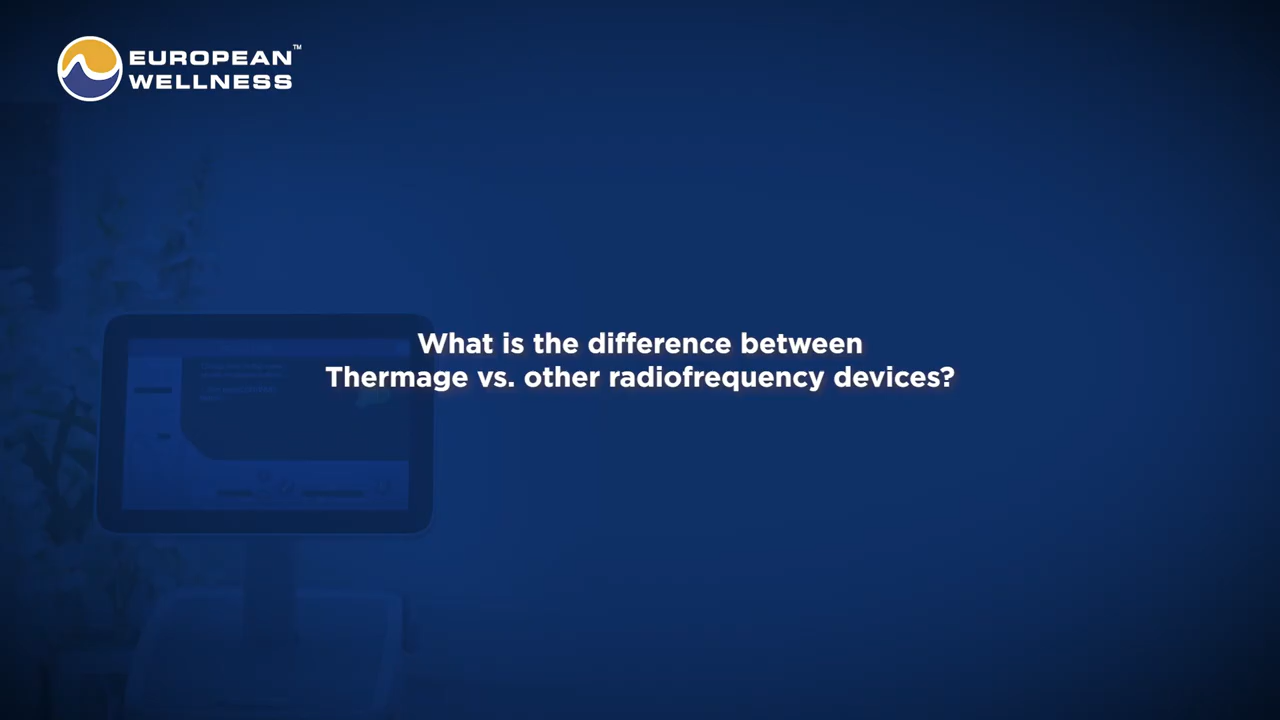 EUROPEAN™
WELLNESS
What is the difference between
Thermage vs. other radiofrequency devices?